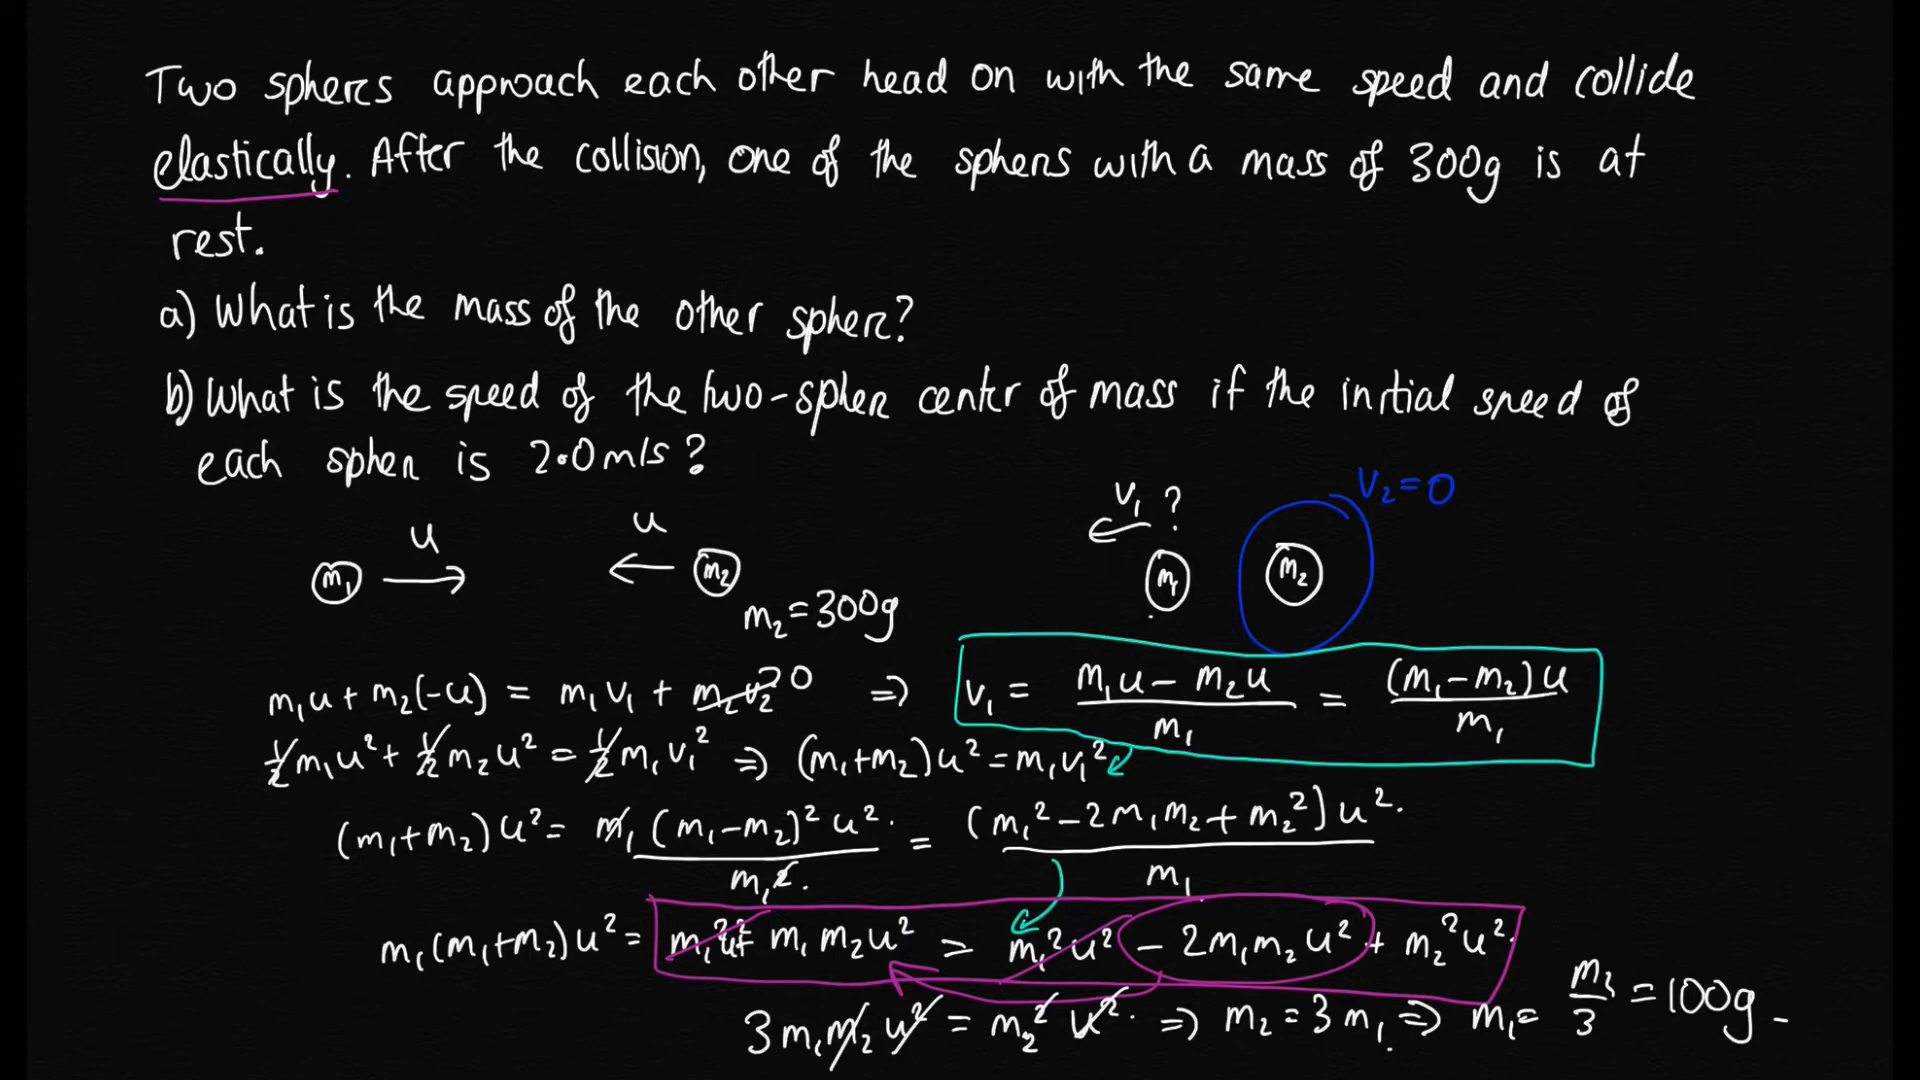 Two spheres approach each other head on with the same speed and collide
elastically. After the collision, one of the spheres with a mass of 300g is at
rest.
a) What is the mass of the other sphere?
b) What is the speed of the two-sphere center of mass if the initial speed of
each sphere is 2.0m/s?
v₁ ? v₂=0
u u
m₁ m₂ m₁ m₂
m₂=300g
m₁u + m₂(-u) = m₁v₁ + m₂v₂ 0 ⇒ v₁ = (m₁u - m₂u)/m₁ = (m₁-m₂)u/m₁
½m₁u² + ½m₂u² = ½m₁v₁² ⇒ (m₁+m₂)u² = m₁v₁²
(m₁+m₂)u² = m₁(m₁-m₂)²u²/m₁² = (m₁²-2m₁m₂+m₂²)u²/m₁
m₁(m₁+m₂)u² = m₁²u² + m₁m₂u² = m₁²u² - 2m₁m₂u² + m₂²u²
3m₁m₂u² = m₂²u² ⇒ m₂ = 3m₁ ⇒ m₁ = m₂/3 = 100g